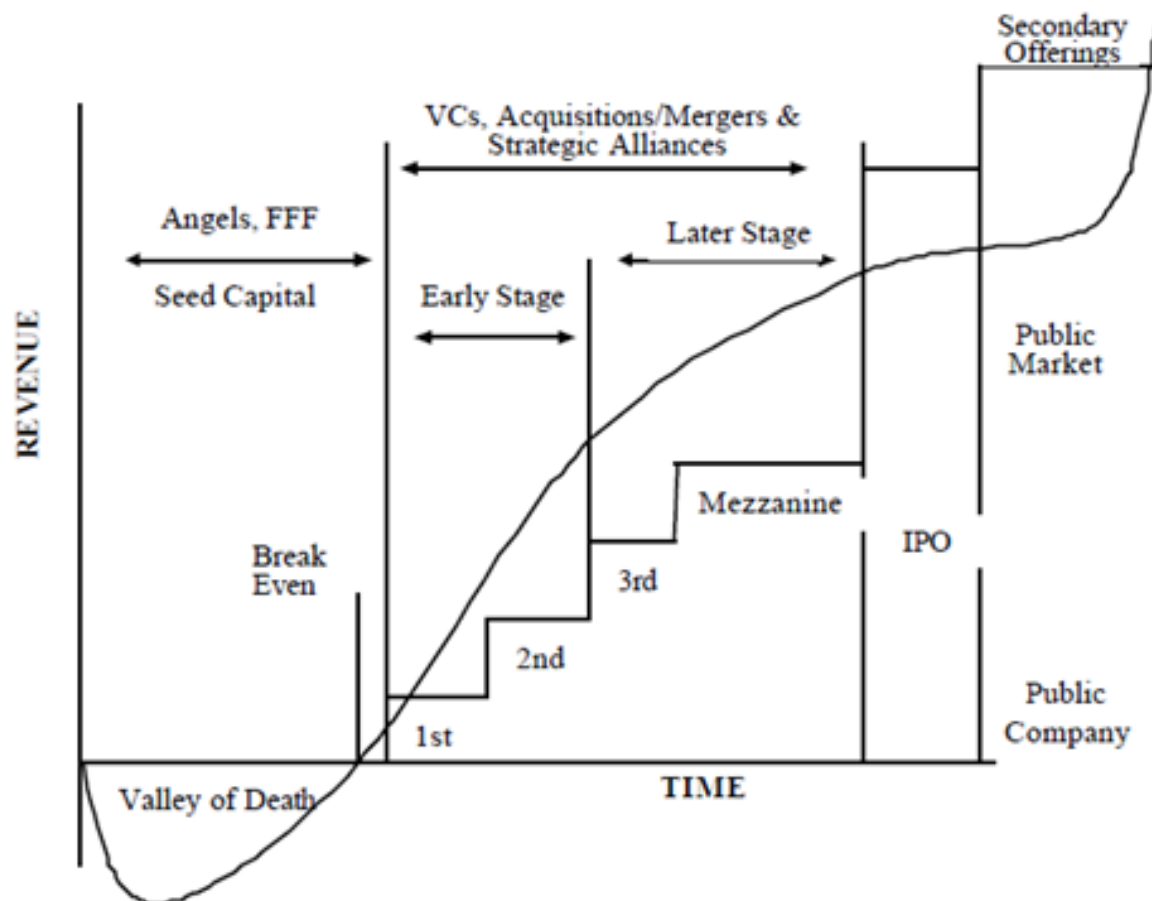 Secondary
Offerings
VCs, Acquisitions/Mergers &
Strategic Alliances
Angels, FFF
Seed Capital
Later Stage
Early Stage
REVENUE
Public
Market
Mezzanine
IPO
Break
Even
3rd
2nd
1st
Public
Company
Valley of Death
TIME